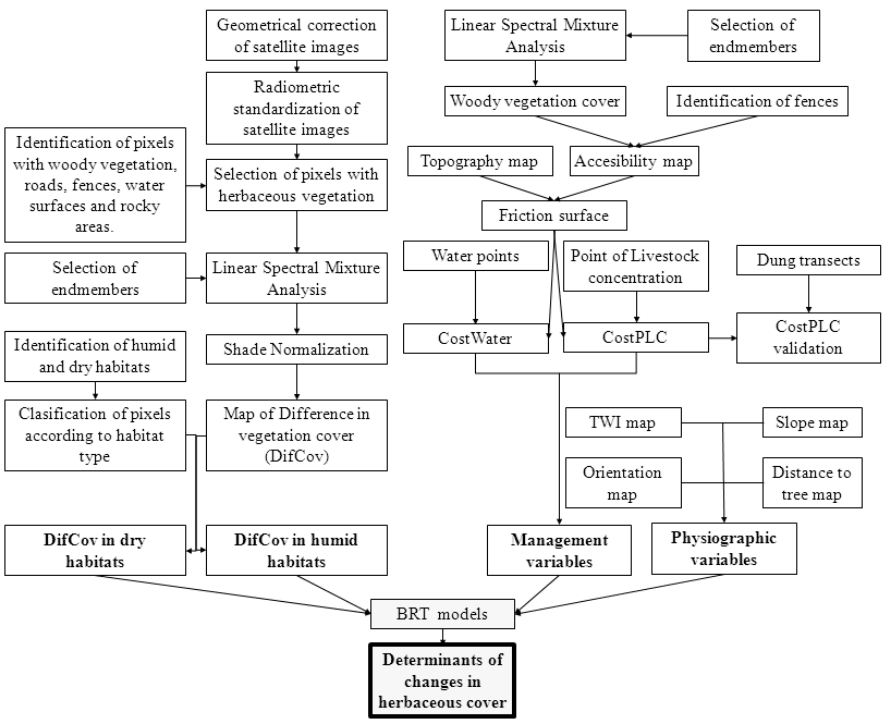 Geometrical correction
of satellite images
Linear Spectral Mixture
Analysis
Selection of
endmembers
Radiometric
standardization of
satellite images
Woody vegetation cover
Identification of fences
Identification of pixels
with woody vegetation,
roads, fences, water
surfaces and rocky
areas.
Selection of pixels with
herbaceous vegetation
Topography map
Accesibility map
Friction surface
Selection of
endmembers
Linear Spectral Mixture
Analysis
Water points
Point of Livestock
concentration
Dung transects
Identification of humid
and dry habitats
Shade Normalization
CostWater
CostPLC
CostPLC
validation
Clasification of pixels
according to habitat
type
Map of Difference in
vegetation cover
(DifCov)
TWI map
Slope map
Orientation
map
Distance to
tree map
DifCov in dry
habitats
DifCov in humid
habitats
Management
variables
Physiographic
variables
BRT models
Determinants of
changes in
herbaceous cover